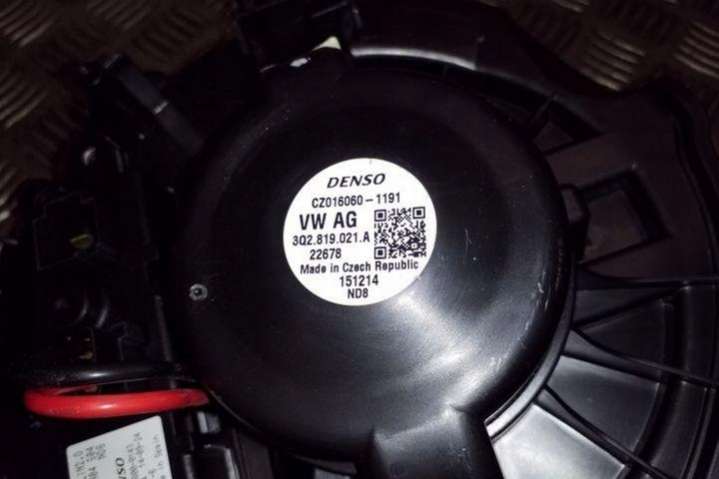 DENSO
CZ016060-1191
VW AG
3Q2.819.021.A
22678
Made in Czech Republic
151214
ND8